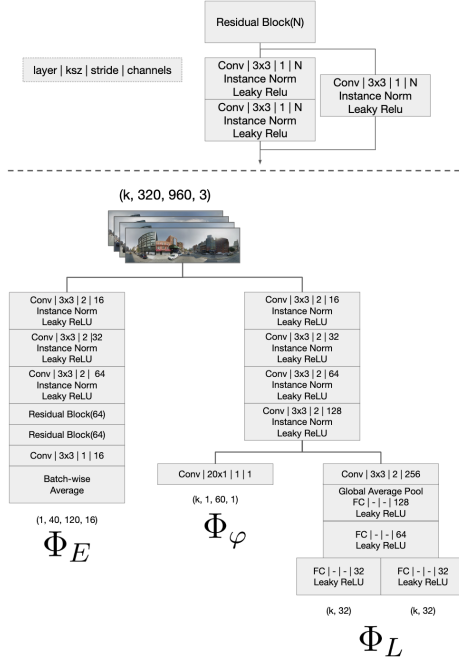 Residual Block(N)
layer | ksz | stride | channels
Conv | 3x3 | 1 | N
Instance Norm
Leaky Relu
Conv | 3x3 | 1 | N
Instance Norm
Leaky Relu
Conv | 3x3 | 1 | N
Instance Norm
Leaky Relu
(k, 320, 960, 3)
Conv | 3x3 | 2 | 16
Instance Norm
Leaky ReLU
Conv | 3x3 | 2 |32
Instance Norm
Leaky ReLU
Conv | 3x3 | 2 | 64
Instance Norm
Leaky ReLU
Residual Block(64)
Residual Block(64)
Conv | 3x3 | 1 | 16
Batch-wise
Average
(1, 40, 120, 16)
Φ_E
Conv | 3x3 | 2 | 16
Instance Norm
Leaky ReLU
Conv | 3x3 | 2 | 32
Instance Norm
Leaky ReLU
Conv | 3x3 | 2 | 64
Instance Norm
Leaky ReLU
Conv | 3x3 | 2 | 128
Instance Norm
Leaky ReLU
Conv | 20x1 | 1 | 1
(k, 1, 60, 1)
Φ_φ
Conv | 3x3 | 2 | 256
Global Average Pool
FC | - | - | 128
Leaky ReLU
FC | - | - | 64
Leaky ReLU
FC | - | - | 32
Leaky ReLU
FC | - | - | 32
Leaky ReLU
(k, 32)
(k, 32)
Φ_L